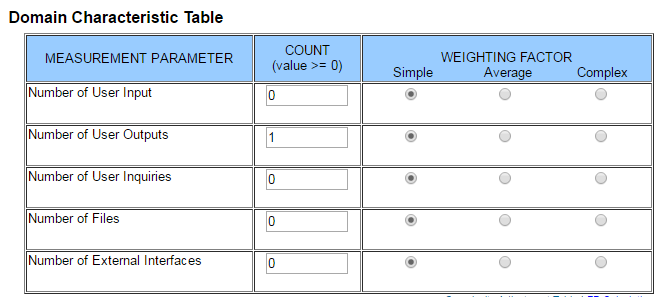 Domain Characteristic Table
MEASUREMENT PARAMETER
COUNT
(value >= 0)
WEIGHTING FACTOR
Simple Average Complex
Number of User Input 0
Number of User Outputs 1
Number of User Inquiries 0
Number of Files 0
Number of External Interfaces 0